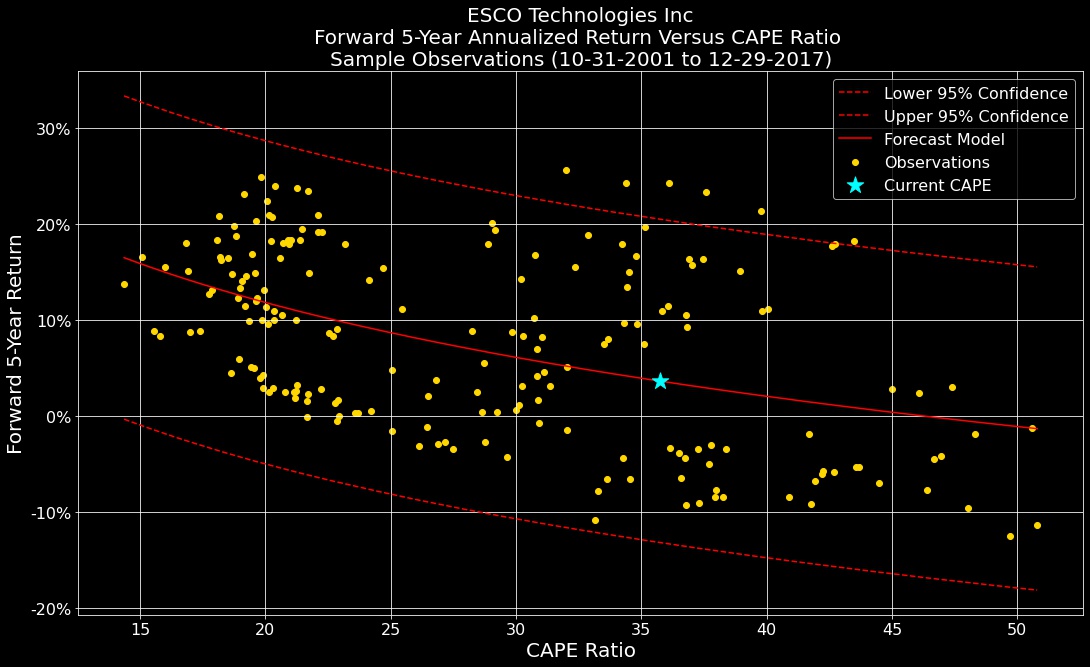 ESCO Technologies Inc
Forward 5-Year Annualized Return Versus CAPE Ratio
Sample Observations (10-31-2001 to 12-29-2017)
Lower 95% Confidence
Upper 95% Confidence
Forecast Model
Observations
Current CAPE
Forward 5-Year Return
30%
20%
10%
0%
-10%
-20%
15
20
25
30
35
40
45
50
CAPE Ratio